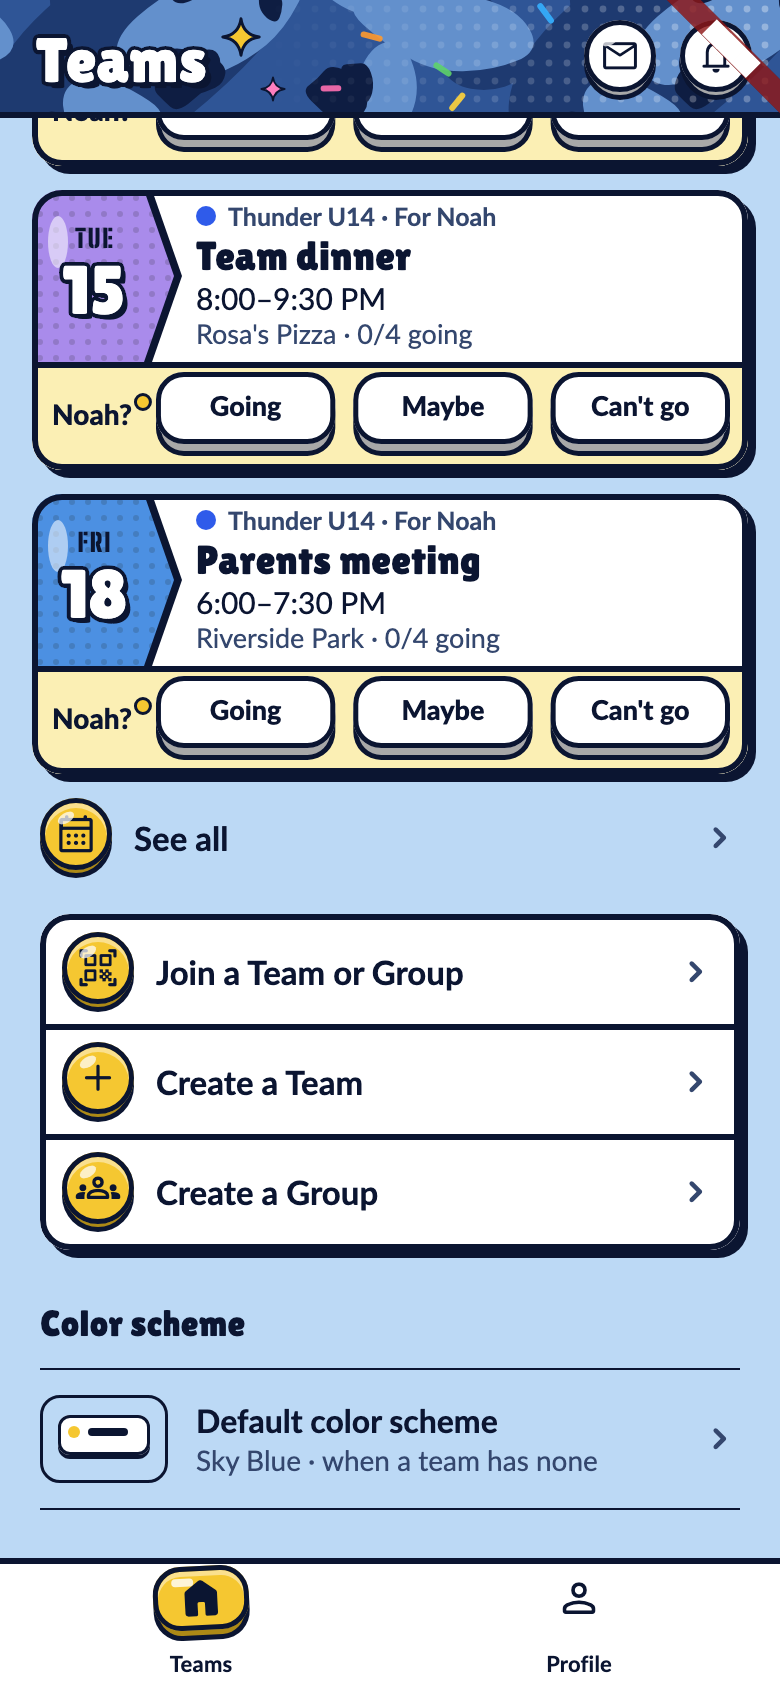 Teams
Noah?
TUE
15
Thunder U14 · For Noah
Team dinner
8:00–9:30 PM
Rosa's Pizza · 0/4 going
Noah?
Going
Maybe
Can't go
FRI
18
Thunder U14 · For Noah
Parents meeting
6:00–7:30 PM
Riverside Park · 0/4 going
Noah?
Going
Maybe
Can't go
See all
Join a Team or Group
Create a Team
Create a Group
Color scheme
Default color scheme
Sky Blue · when a team has none
Teams
Profile